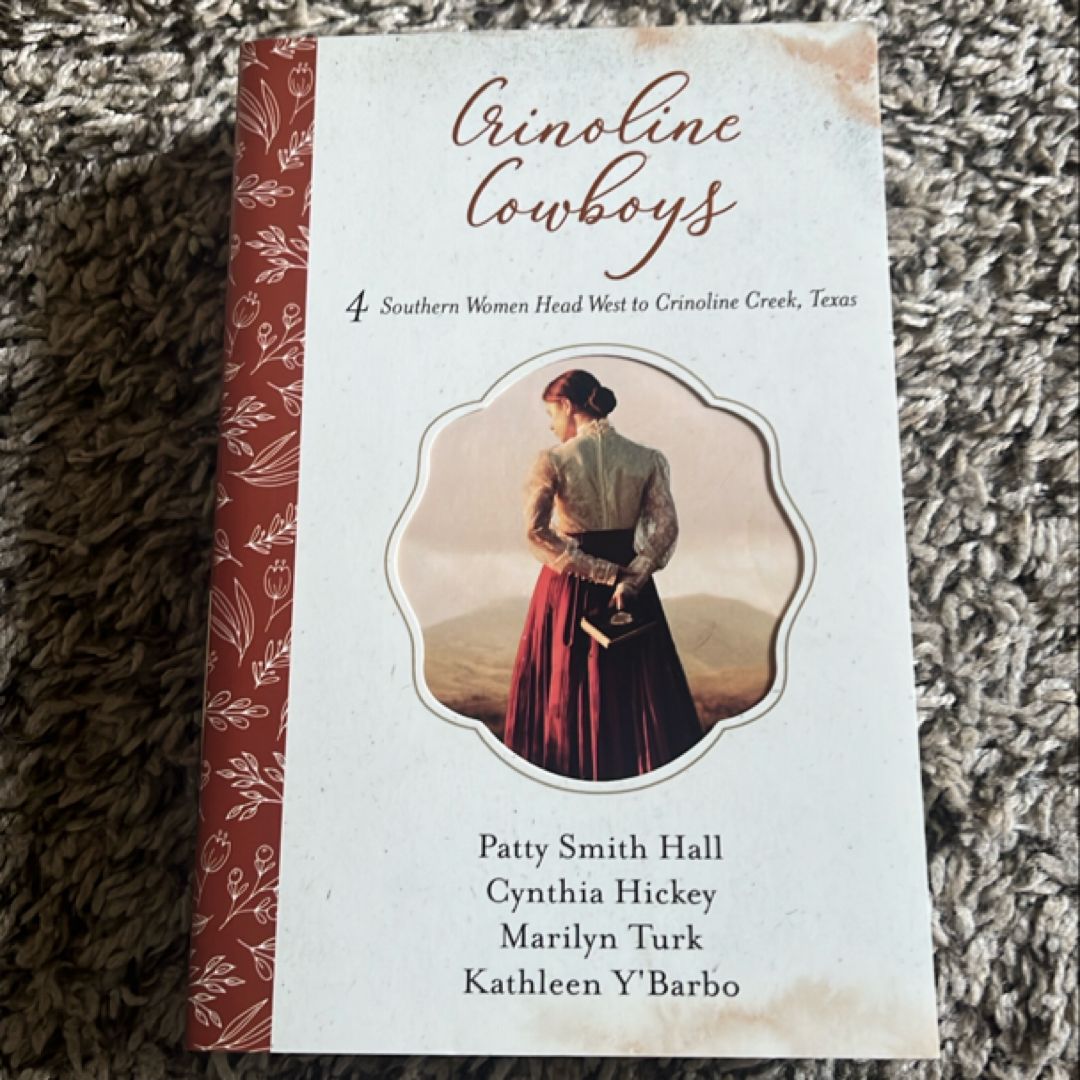 Crinoline
Cowboys
4 Southern Women Head West to Crinoline Creek, Texas
Patty Smith Hall
Cynthia Hickey
Marilyn Turk
Kathleen Y'Barbo